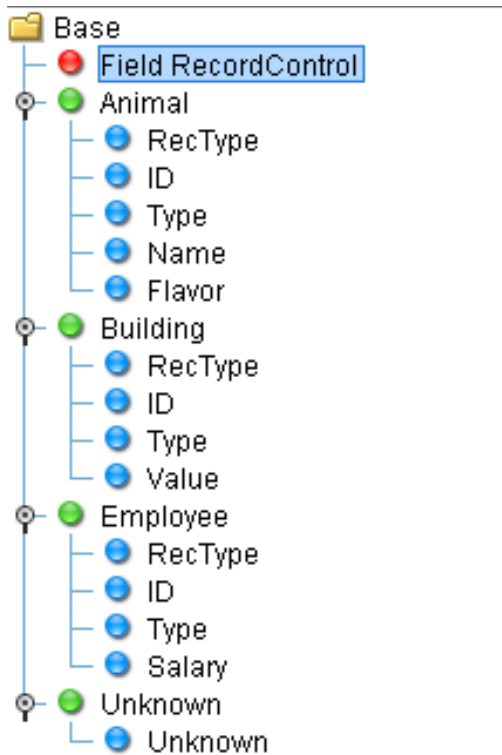 Base
Field RecordControl
Animal
RecType
ID
Type
Name
Flavor
Building
RecType
ID
Type
Value
Employee
RecType
ID
Type
Salary
Unknown
Unknown